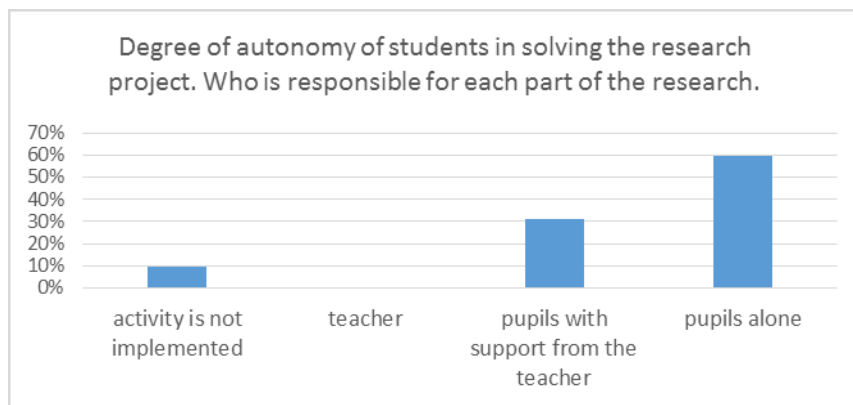 Degree of autonomy of students in solving the research
project. Who is responsible for each part of the research.
70%
60%
50%
40%
30%
20%
10%
0%
activity is not
implemented
teacher
pupils with
support from the
teacher
pupils alone